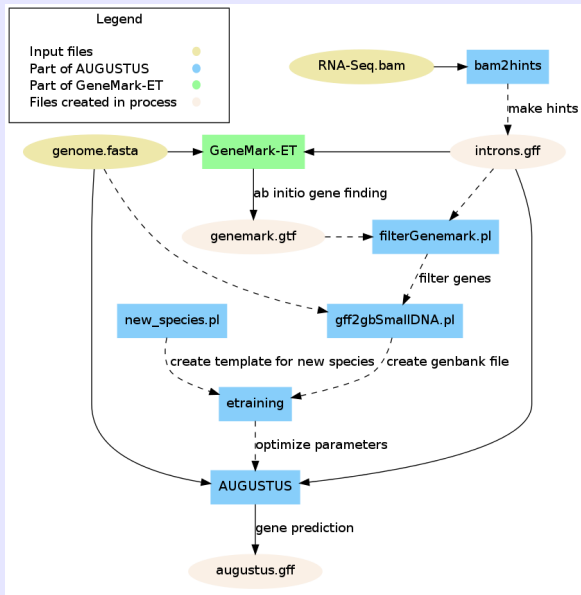 Legend
Input files
Part of AUGUSTUS
Part of GeneMark-ET
Files created in process
RNA-Seq.bam
bam2hints
make hints
genome.fasta
GeneMark-ET
introns.gff
ab initio gene finding
genemark.gtf
filterGenemark.pl
filter genes
new_species.pl
gff2gbSmallDNA.pl
create template for new species
create genbank file
etraining
optimize parameters
AUGUSTUS
gene prediction
augustus.gff